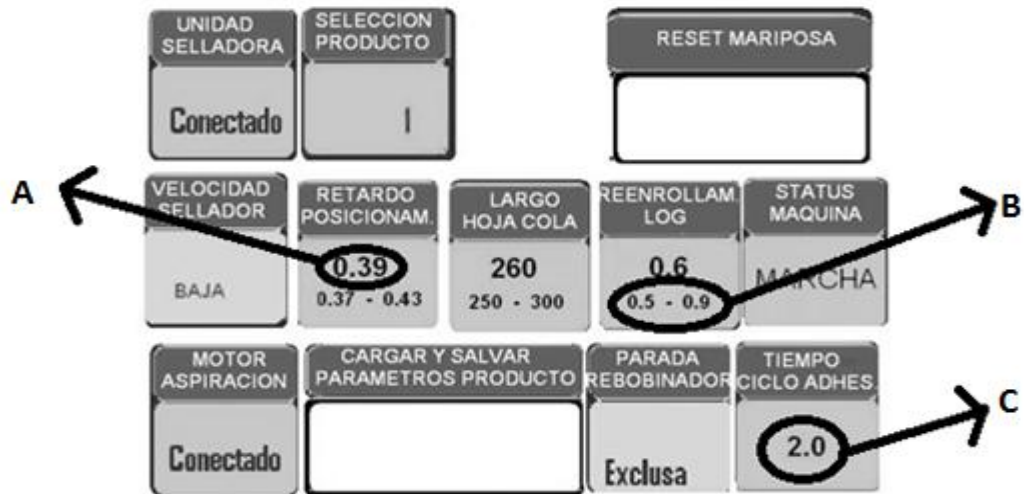 UNIDAD
SELLADORA
Conectado
SELECCION
PRODUCTO
1
RESET MARIPOSA
A
VELOCIDAD
SELLADOR
BAJA
RETARDO
POSICIONAM.
0.39
0.37 - 0.43
LARGO
HOJA COLA
260
250 - 300
REENROLLAM.
LOG
0.6
0.5 - 0.9
STATUS
MAQUINA
MARCHA
B
MOTOR
ASPIRACION
Conectado
CARGAR Y SALVAR
PARAMETROS PRODUCTO
PARADA
REBOBINADOR
Exclusa
TIEMPO
CICLO ADHES.
2.0
C